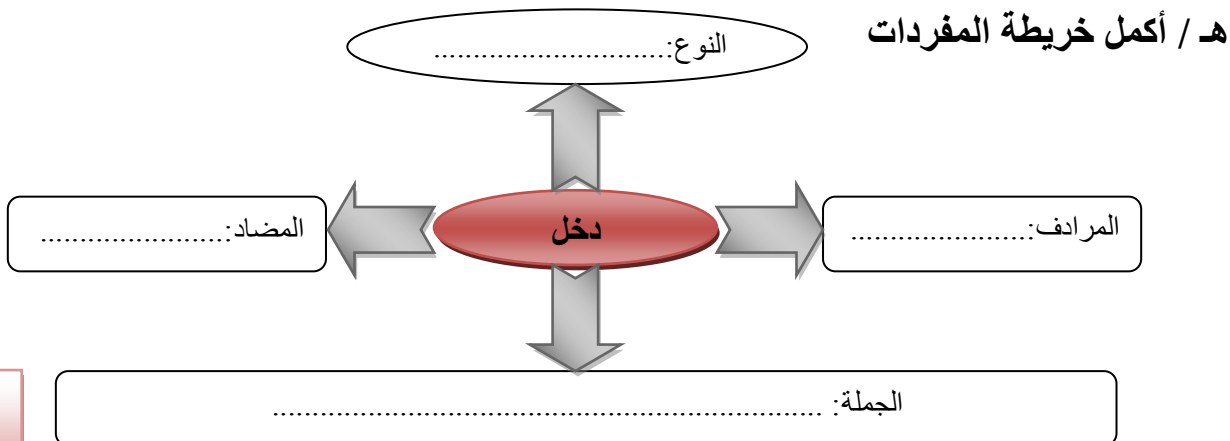 هـ / أكمل خريطة المفردات
النوع:..............................
دخل
المرادف:......................
المضاد:........................
الجملة: ......................................................................